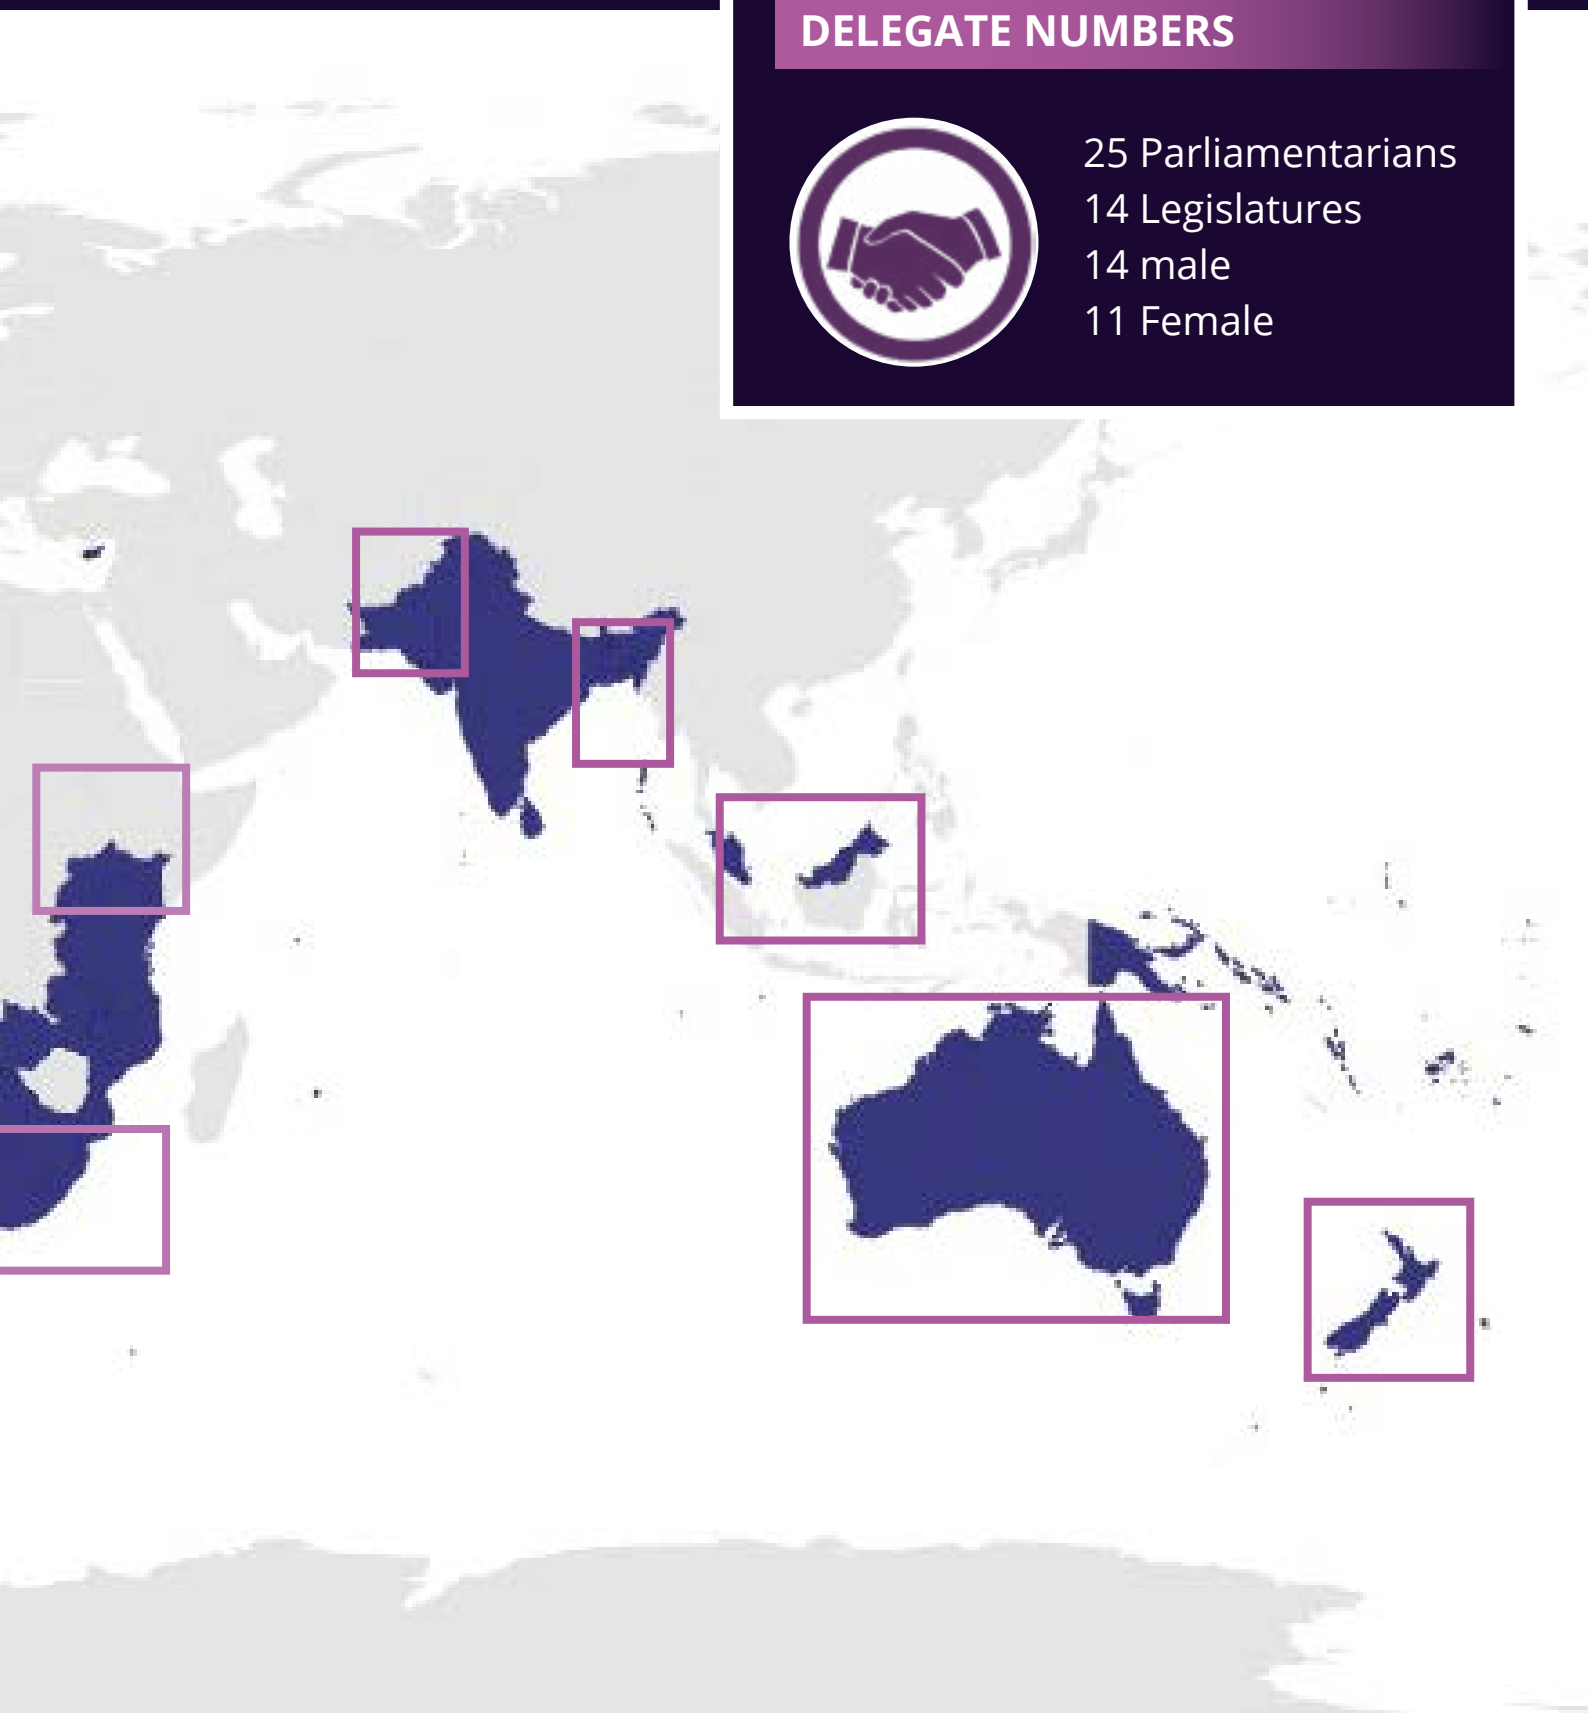 DELEGATE NUMBERS
25 Parliamentarians
14 Legislatures
14 male
11 Female